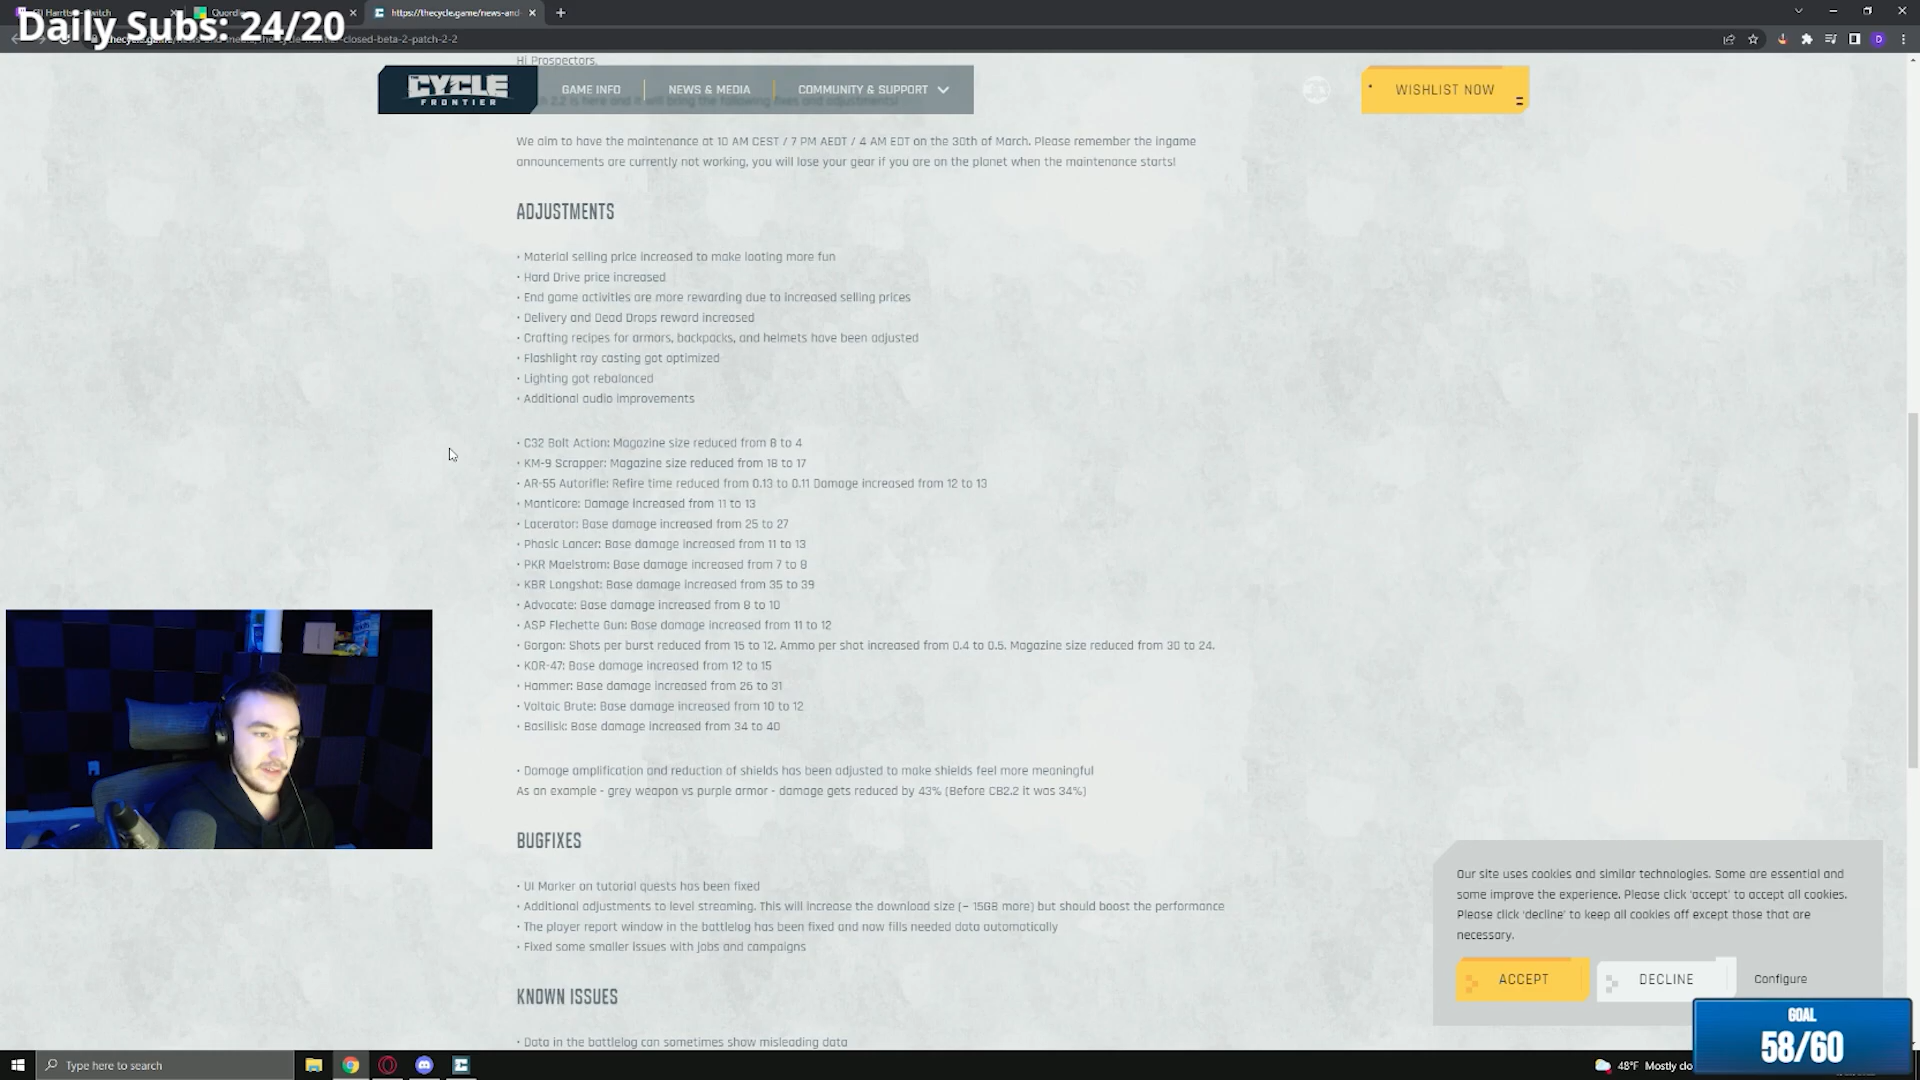 Daily Subs: 24/20
https://thecycle.game/news-and-
Hi Prospectors,
THE CYCLE FRONTIER
GAME INFO
NEWS & MEDIA
COMMUNITY & SUPPORT
WISHLIST NOW
We aim to have the maintenance at 10 AM CEST / 7 PM AEDT / 4 AM EDT on the 30th of March. Please remember the ingame
announcements are currently not working, you will lose your gear if you are on the planet when the maintenance starts!
ADJUSTMENTS
• Material selling price increased to make looting more fun
• Hard Drive price increased
• End game activities are more rewarding due to increased selling prices
• Delivery and Dead Drops reward increased
• Crafting recipes for armors, backpacks, and helmets have been adjusted
• Flashlight ray casting got optimized
• Lighting got rebalanced
• Additional audio improvements
• C32 Bolt Action: Magazine size reduced from 8 to 4
• KM-9 Scrapper: Magazine size reduced from 18 to 17
• AR-55 Autorifle: Refire time reduced from 0.13 to 0.11 Damage increased from 12 to 13
• Manticore: Damage increased from 11 to 13
• Lacerator: Base damage increased from 25 to 27
• Phasic Lancer: Base damage increased from 11 to 13
• PKR Maelstrom: Base damage increased from 7 to 8
• KBR Longshot: Base damage increased from 35 to 39
• Advocate: Base damage increased from 8 to 10
• ASP Flechette Gun: Base damage increased from 11 to 12
• Gorgon: Shots per burst reduced from 15 to 12. Ammo per shot increased from 0.4 to 0.5. Magazine size reduced from 30 to 24.
• KOR-47: Base damage increased from 12 to 15
• Hammer: Base damage increased from 26 to 31
• Voltaic Brute: Base damage increased from 10 to 12
• Basilisk: Base damage increased from 34 to 40
• Damage amplification and reduction of shields has been adjusted to make shields feel more meaningful
As an example - grey weapon vs purple armor - damage gets reduced by 43% (Before CB2.2 it was 34%)
BUGFIXES
• UI Marker on tutorial quests has been fixed
• Additional adjustments to level streaming. This will increase the download size (~ 15GB more) but should boost the performance
• The player report window in the battlelog has been fixed and now fills needed data automatically
• Fixed some smaller issues with jobs and campaigns
KNOWN ISSUES
• Data in the battlelog can sometimes show misleading data
Our site uses cookies and similar technologies. Some are essential and
some improve the experience. Please click 'accept' to accept all cookies.
Please click 'decline' to keep all cookies off except those that are
necessary.
ACCEPT
DECLINE
Configure
GOAL
58/60
Type here to search
48°F Mostly clo